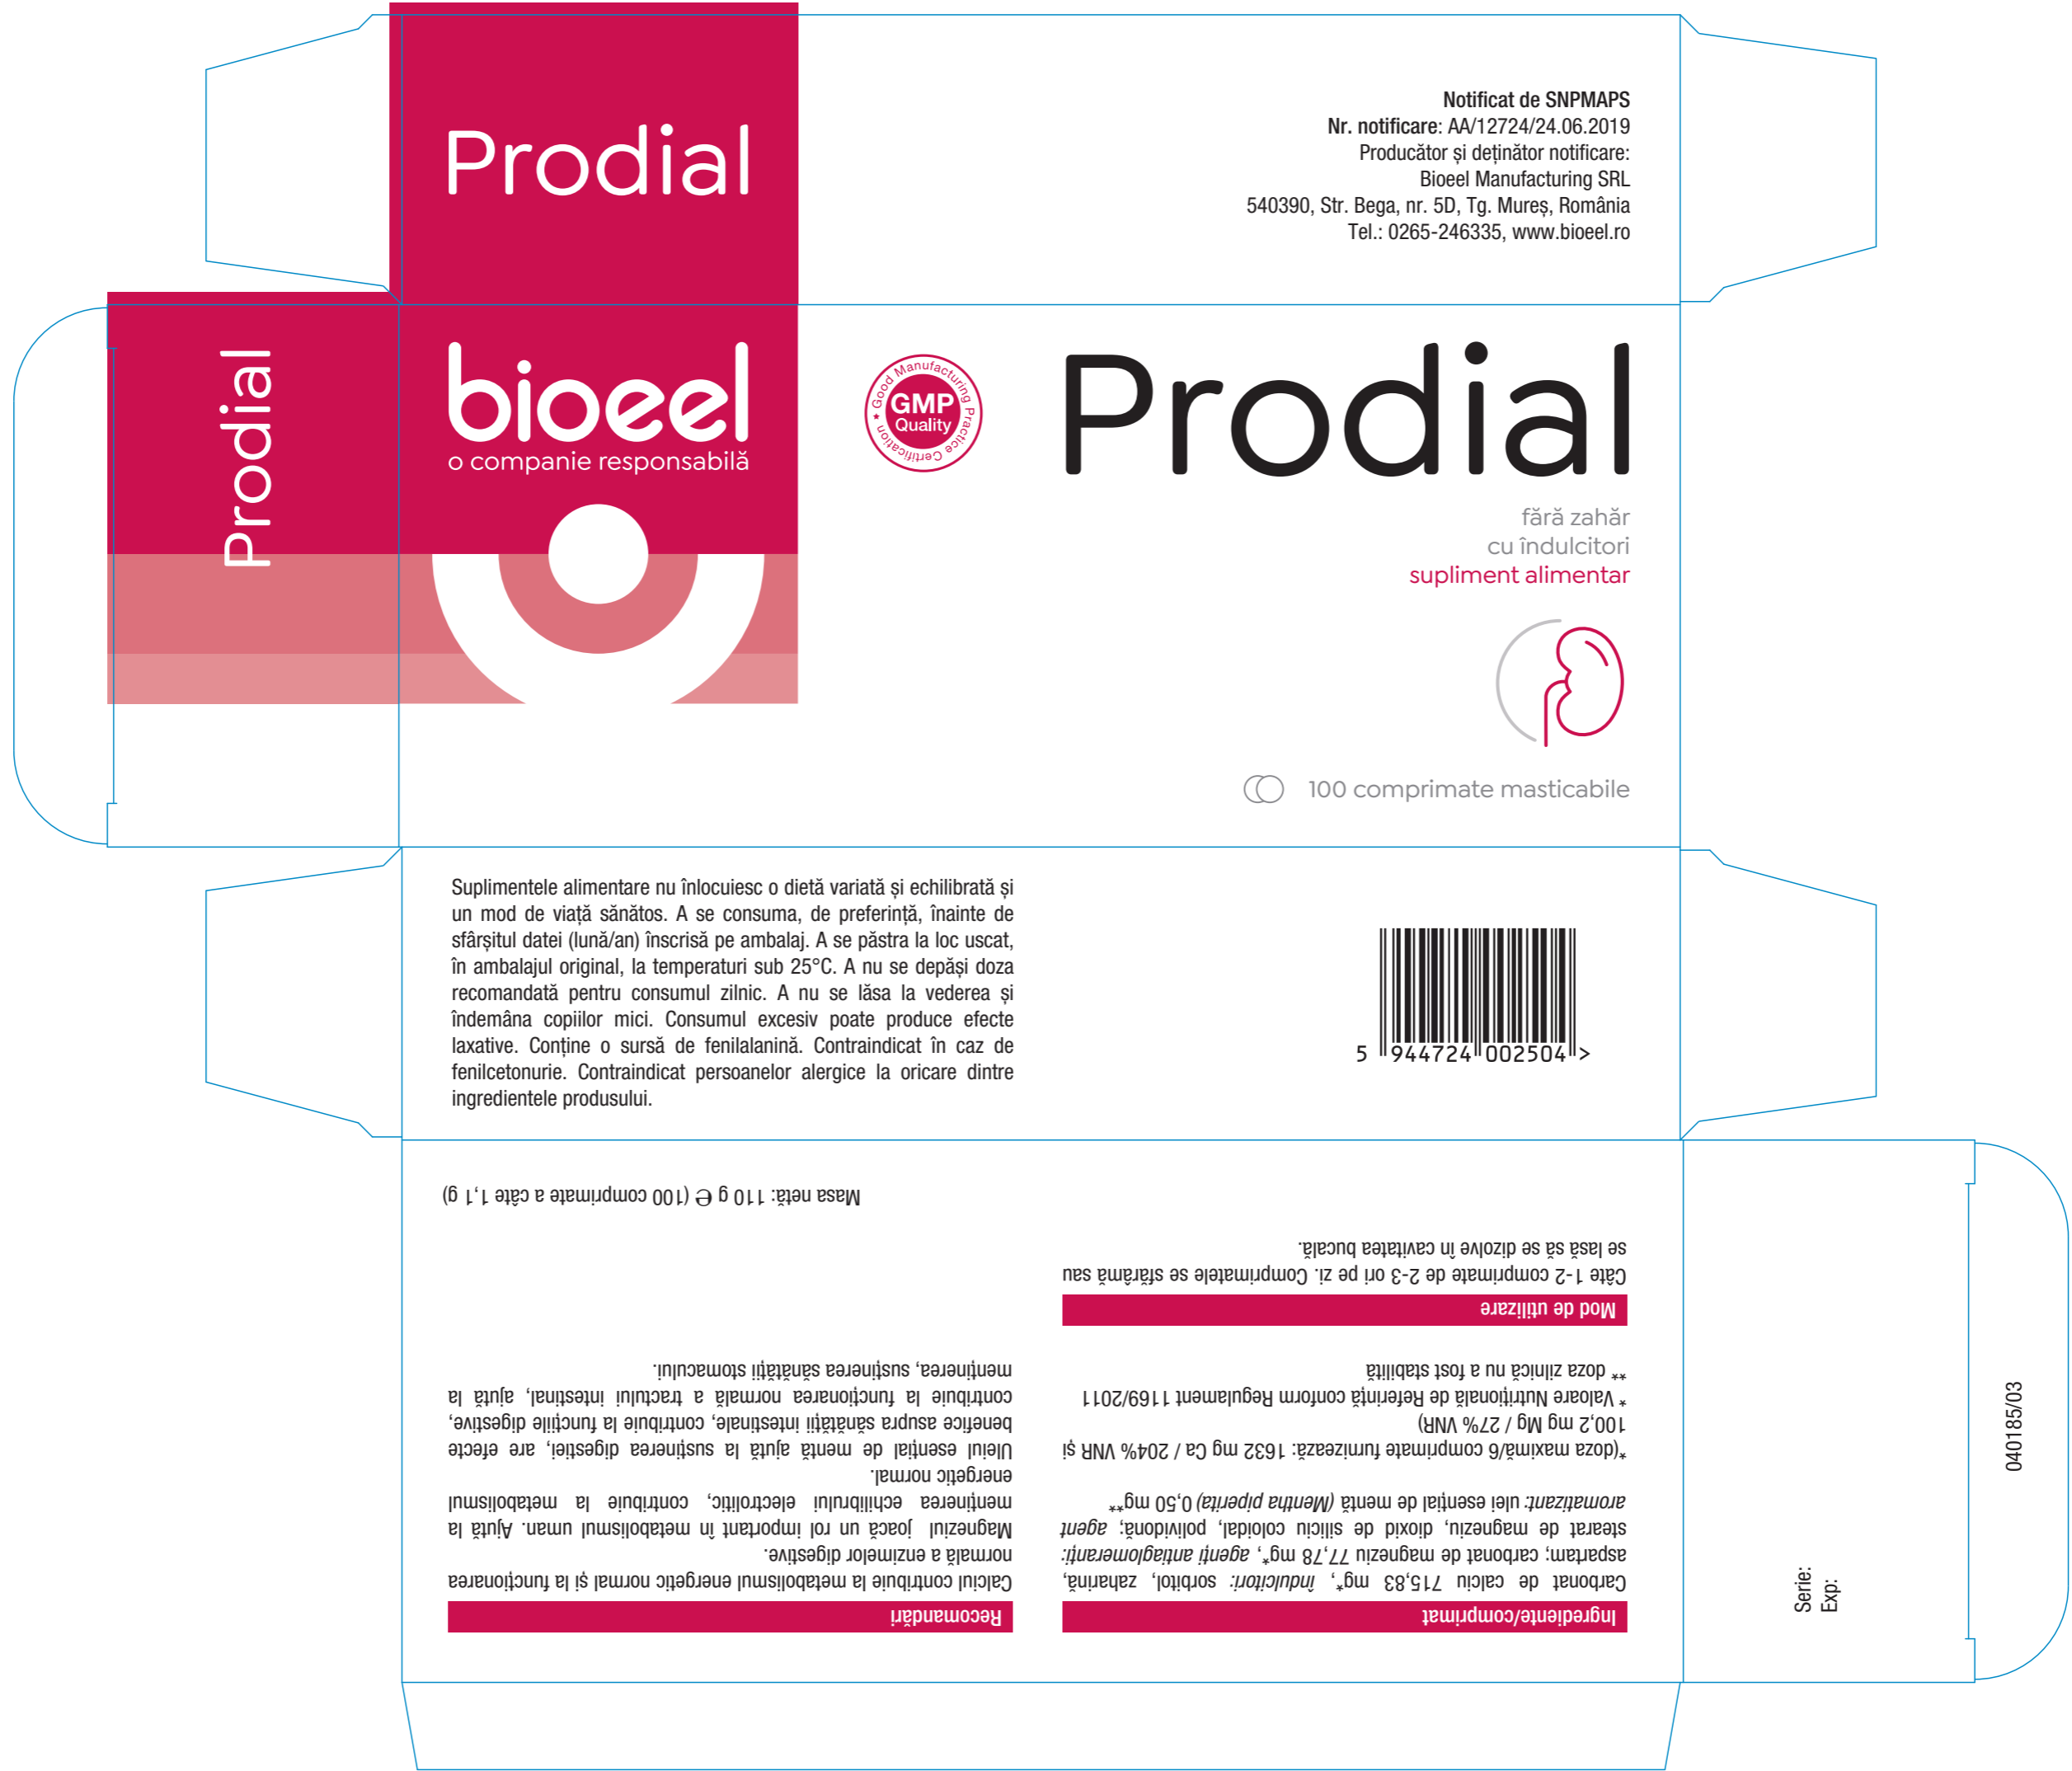 Prodial
Notificat de SNPMAPS
Nr. notificare: AA/12724/24.06.2019
Producător și deținător notificare:
Bioeel Manufacturing SRL
540390, Str. Bega, nr. 5D, Tg. Mureș, România
Tel.: 0265-246335, www.bioeel.ro
Prodial
bioeel
o companie responsabilă
Good Manufacturing Practice Certification ★
GMP
Quality
Prodial
fără zahăr
cu îndulcitori
supliment alimentar
100 comprimate masticabile
Suplimentele alimentare nu înlocuiesc o dietă variată și echilibrată și
un mod de viață sănătos. A se consuma, de preferință, înainte de
sfârșitul datei (lună/an) înscrisă pe ambalaj. A se păstra la loc uscat,
în ambalajul original, la temperaturi sub 25°C. A nu se depăși doza
recomandată pentru consumul zilnic. A nu se lăsa la vederea și
îndemâna copiilor mici. Consumul excesiv poate produce efecte
laxative. Conține o sursă de fenilalanină. Contraindicat în caz de
fenilcetonurie. Contraindicat persoanelor alergice la oricare dintre
ingredientele produsului.
5 944724 002504 >
Ingrediente/comprimat
Carbonat de calciu 715,83 mg*, îndulcitori: sorbitol, zaharină,
aspartam; carbonat de magneziu 77,78 mg*, agenți antiaglomeranți:
stearat de magneziu, dioxid de siliciu coloidal, polividonă; agent
aromatizant: ulei esențial de mentă (Mentha piperita) 0,50 mg**
*(doza maximă/6 comprimate furnizează: 1632 mg Ca / 204% VNR și
100,2 mg Mg / 27% VNR)
* Valoare Nutrițională de Referință conform Regulament 1169/2011
** doza zilnică nu a fost stabilită
Mod de utilizare
Câte 1-2 comprimate de 2-3 ori pe zi. Comprimatele se sfărâmă sau
se lasă să se dizolve în cavitatea bucală.
Recomandări
Calciul contribuie la metabolismul energetic normal și la funcționarea
normală a enzimelor digestive.
Magneziul joacă un rol important în metabolismul uman. Ajută la
menținerea echilibrului electrolitic, contribuie la metabolismul
energetic normal.
Uleiul esențial de mentă ajută la susținerea digestiei, are efecte
benefice asupra sănătății intestinale, contribuie la funcțiile digestive,
contribuie la funcționarea normală a tractului intestinal, ajută la
menținerea, susținerea sănătății stomacului.
Masa netă: 110 g ℮ (100 comprimate a câte 1,1 g)
Serie:
Exp:
040185/03